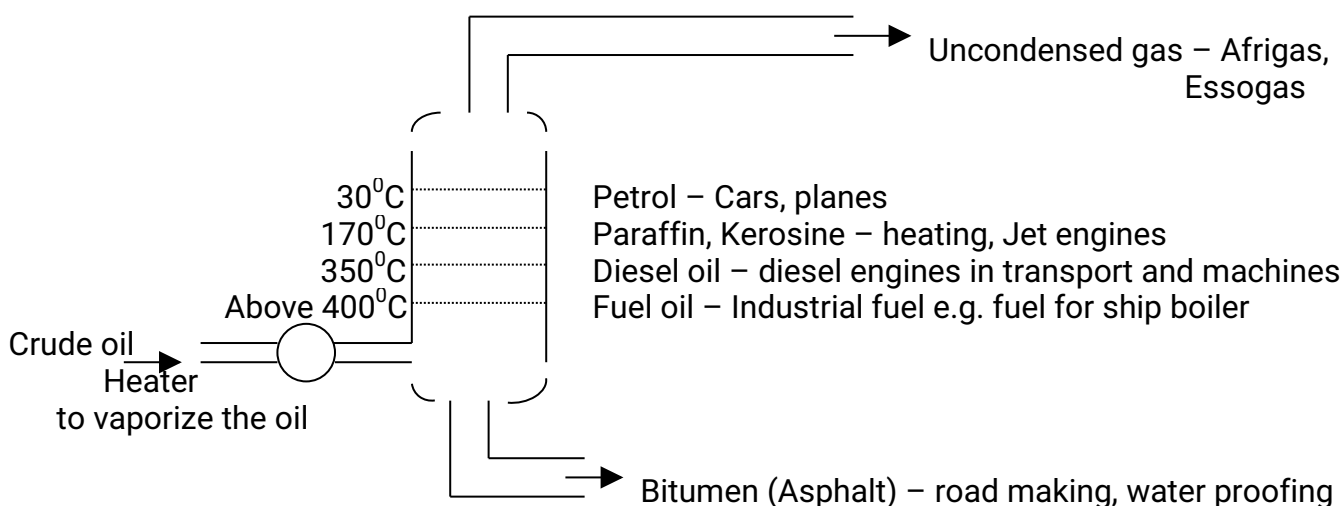 Uncondensed gas – Afrigas,
Essogas
30⁰C Petrol – Cars, planes
170⁰C Paraffin, Kerosine – heating, Jet engines
350⁰C Diesel oil – diesel engines in transport and machines
Above 400⁰C Fuel oil – Industrial fuel e.g. fuel for ship boiler
Crude oil
Heater
to vaporize the oil
Bitumen (Asphalt) – road making, water proofing